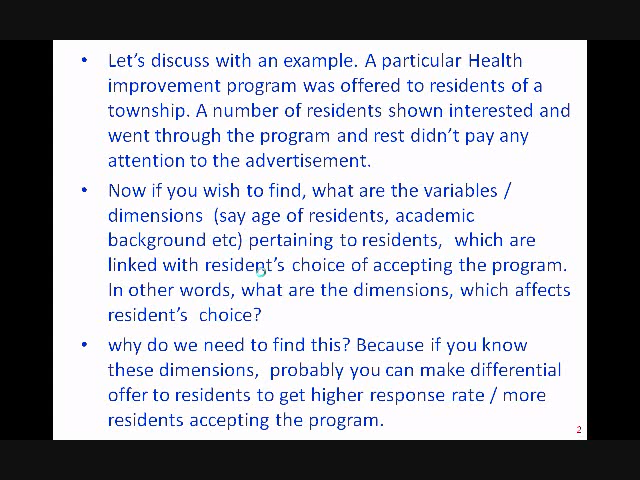 • Let's discuss with an example. A particular Health
improvement program was offered to residents of a
township. A number of residents shown interested and
went through the program and rest didn't pay any
attention to the advertisement.
• Now if you wish to find, what are the variables /
dimensions (say age of residents, academic
background etc) pertaining to residents, which are
linked with resident's choice of accepting the program.
In other words, what are the dimensions, which affects
resident's choice?
• why do we need to find this? Because if you know
these dimensions, probably you can make differential
offer to residents to get higher response rate / more
residents accepting the program.
2